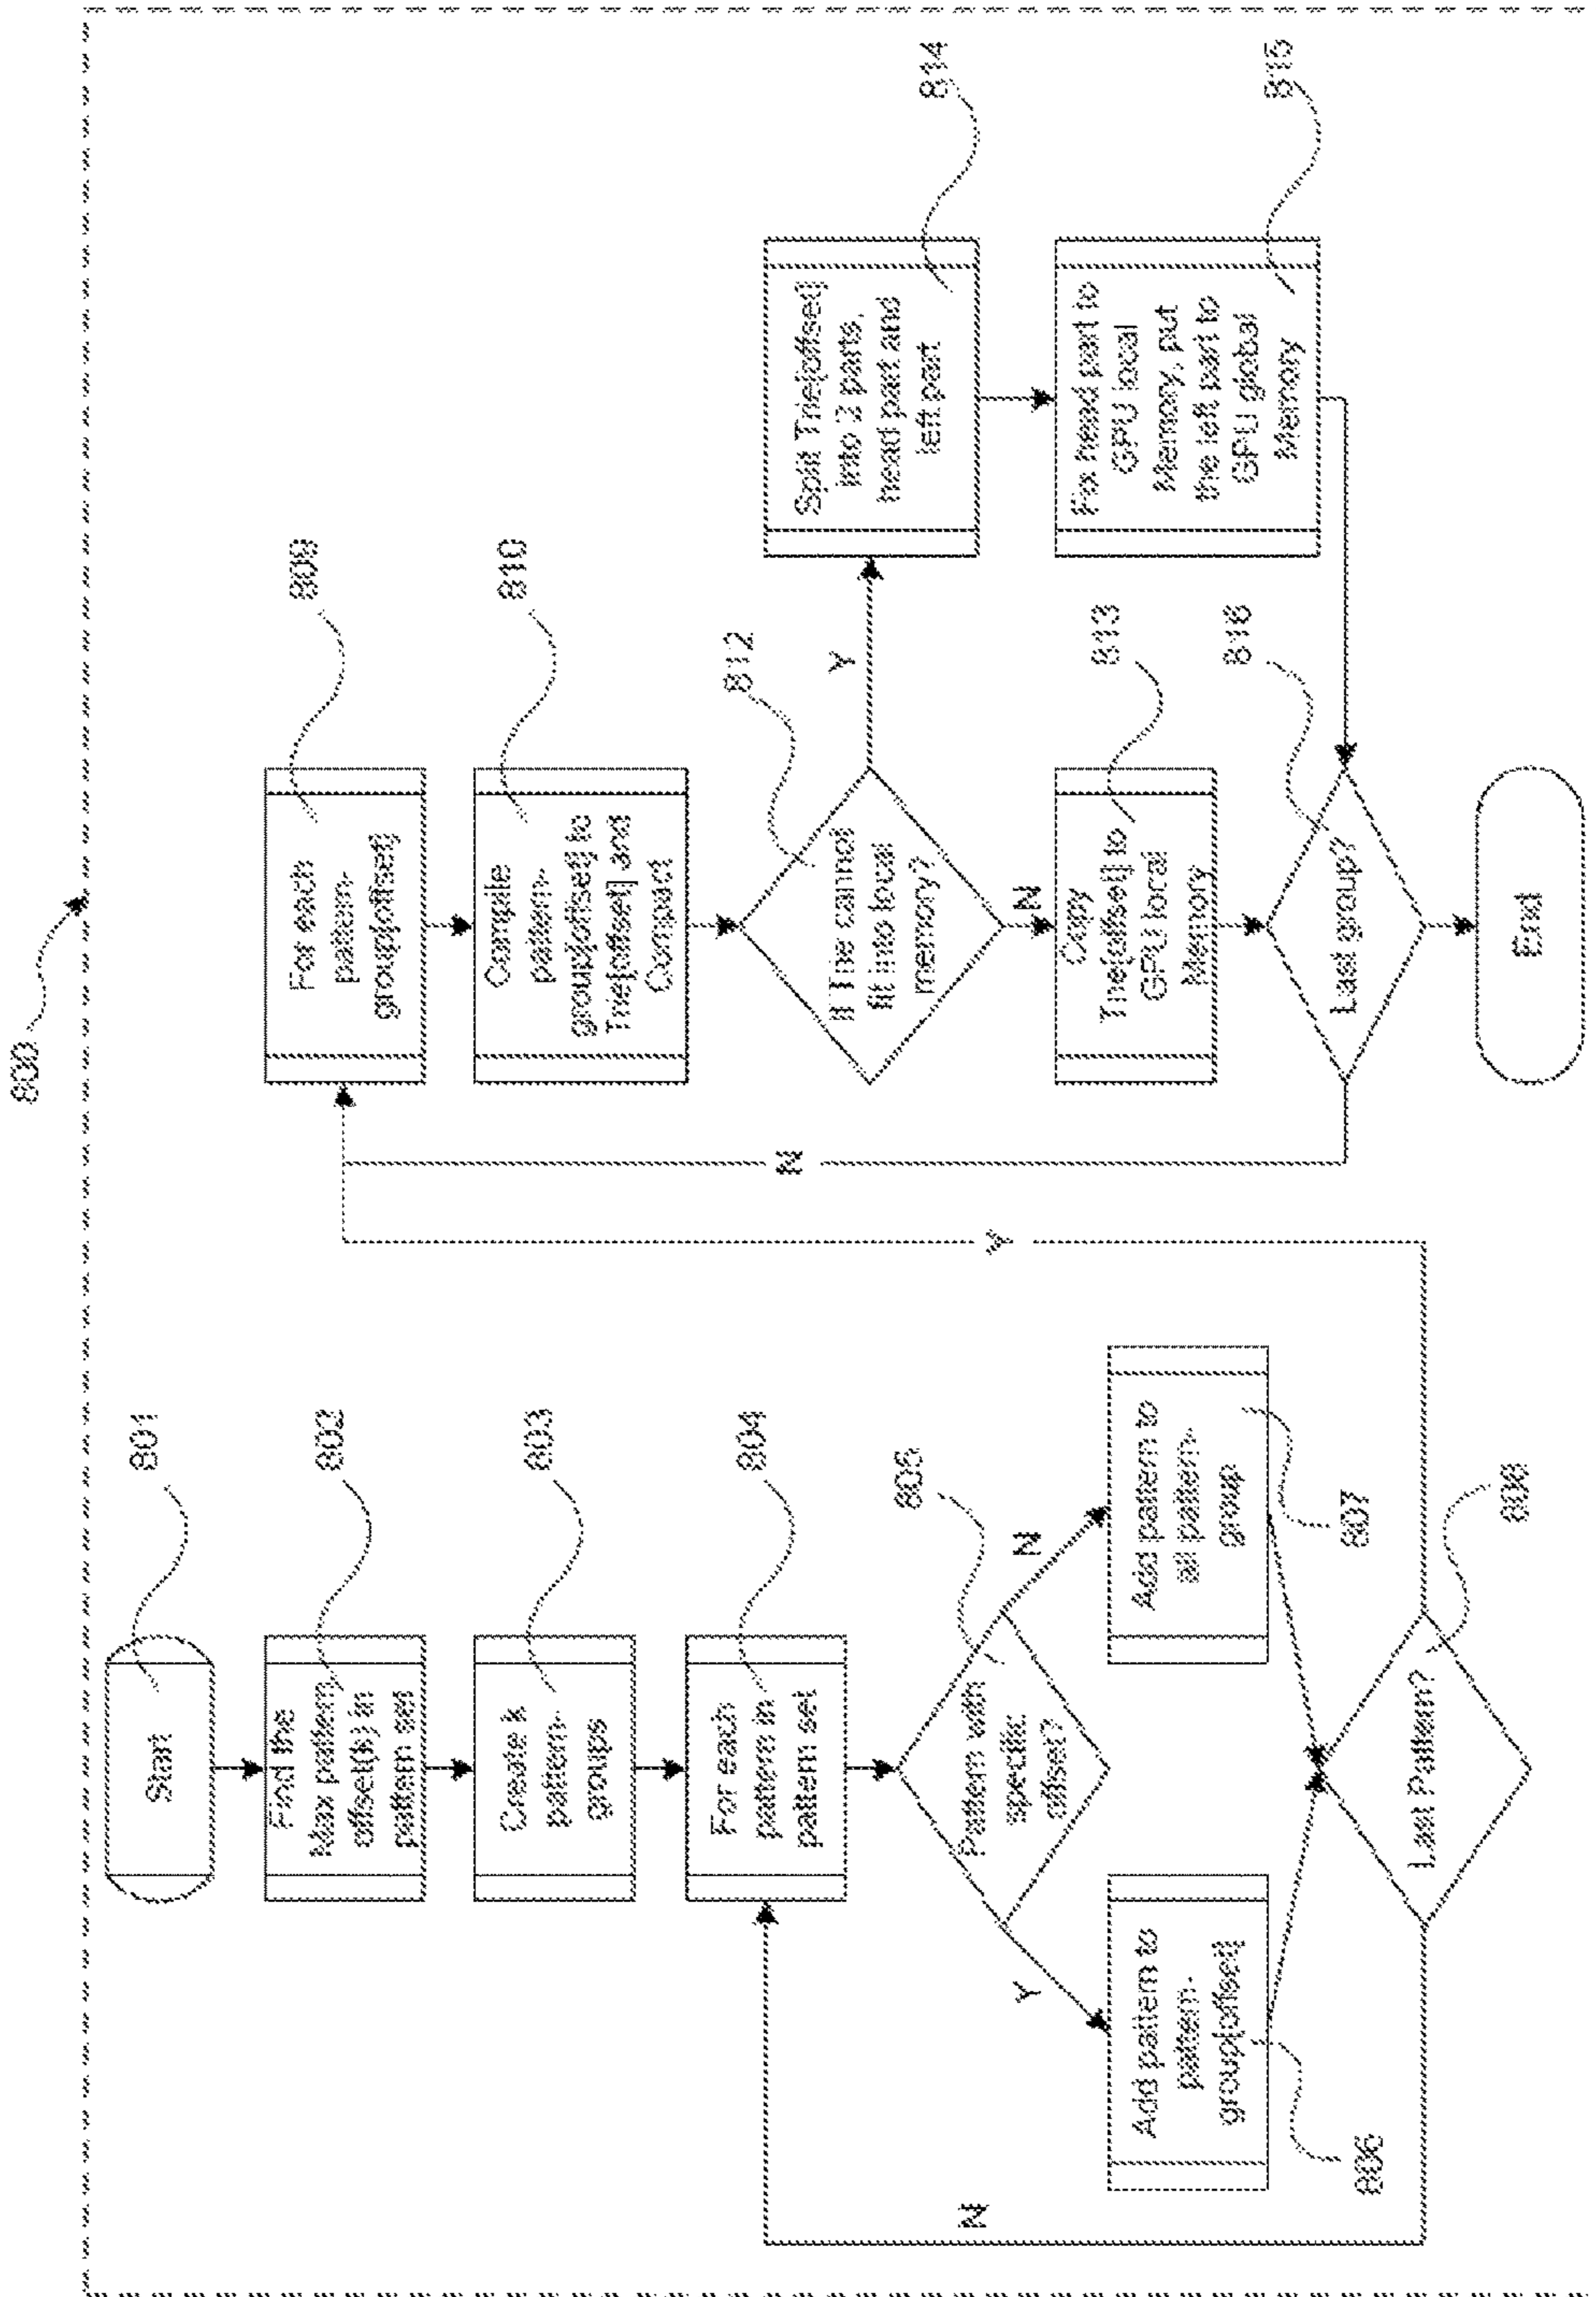 800
Start
801
Find the
Max pattern
offset(k) in
pattern set
802
Create k
pattern-
groups
803
For each
pattern in
pattern set
804
Pattern with
specific
offset?
805
Y
N
Add pattern to
pattern-
group[offset]
806
Add pattern to
all pattern-
group
807
Last Pattern?
808
N
Y
For each
pattern-
group[offset]
809
Compile
pattern-
group[offset] to
Trie[offset] and
Compact
810
If Trie cannot
fit into local
memory?
812
Y
N
Split Trie[offset]
into 2 parts,
head part and
left part
814
Copy
Trie[offset] to
GPU local
Memory
813
Fix head part to
GPU local
Memory, put
the left part to
GPU global
Memory
815
Last group?
816
N
End